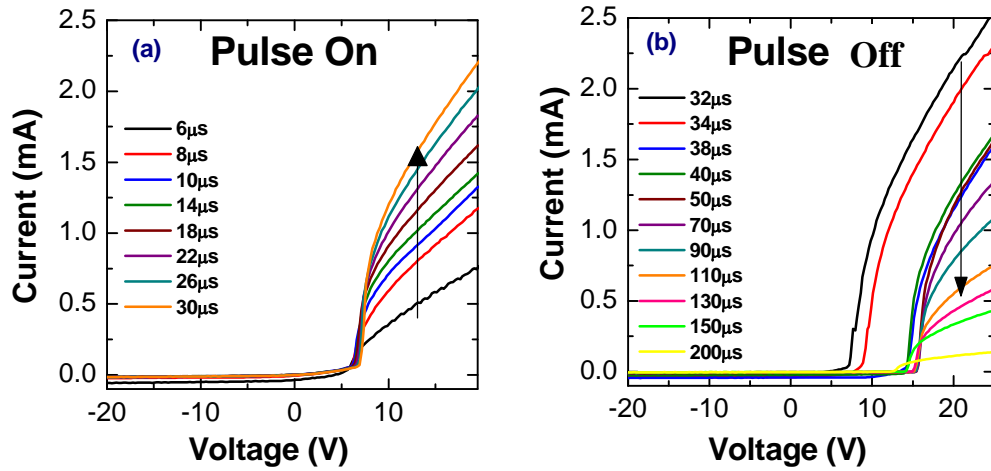 (a) Pulse On
Current (mA)
2.5
2.0
1.5
1.0
0.5
0.0
6μs
8μs
10μs
14μs
18μs
22μs
26μs
30μs
-20 -10 0 10
Voltage (V)
(b) Pulse Off
Current (mA)
2.5
2.0
1.5
1.0
0.5
0.0
32μs
34μs
38μs
40μs
50μs
70μs
90μs
110μs
130μs
150μs
200μs
-20 -10 0 10 20
Voltage (V)